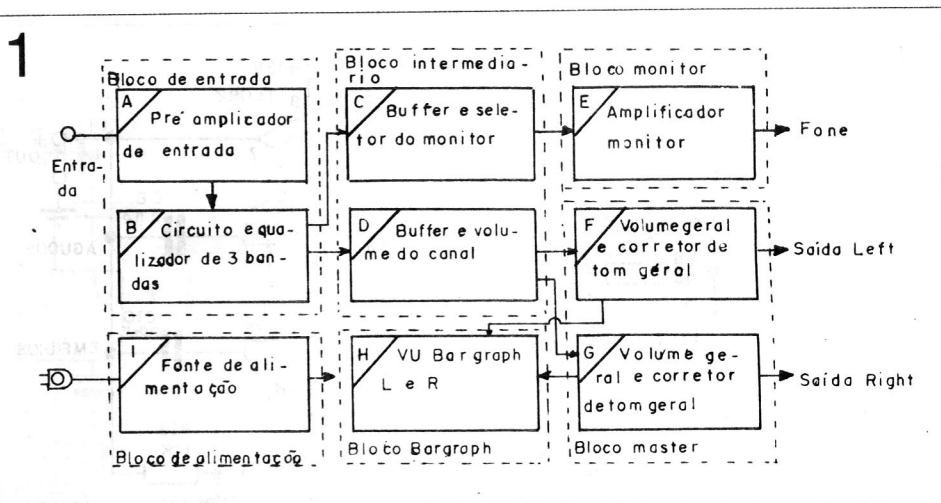 1
Bloco de entrada
A
Pré amplicador
de entrada
Entra-
da
B Circuito equa-
lizador de 3 ban-
das
Bloco intermedia-
rio
C
Buffer e sele-
tor do monitor
D
Buffer e volu-
me do canal
Bloco monitor
E
Amplificador
monitor
Fone
F Volume geral
e corretor de
tom geral
Saída Left
I
Fonte de ali-
mentação
Bloco de alimentação
H VU Bargraph
L e R
Bloco Bargraph
G Volume ge-
ral e corretor
de tom geral
Saída Right
Bloco master